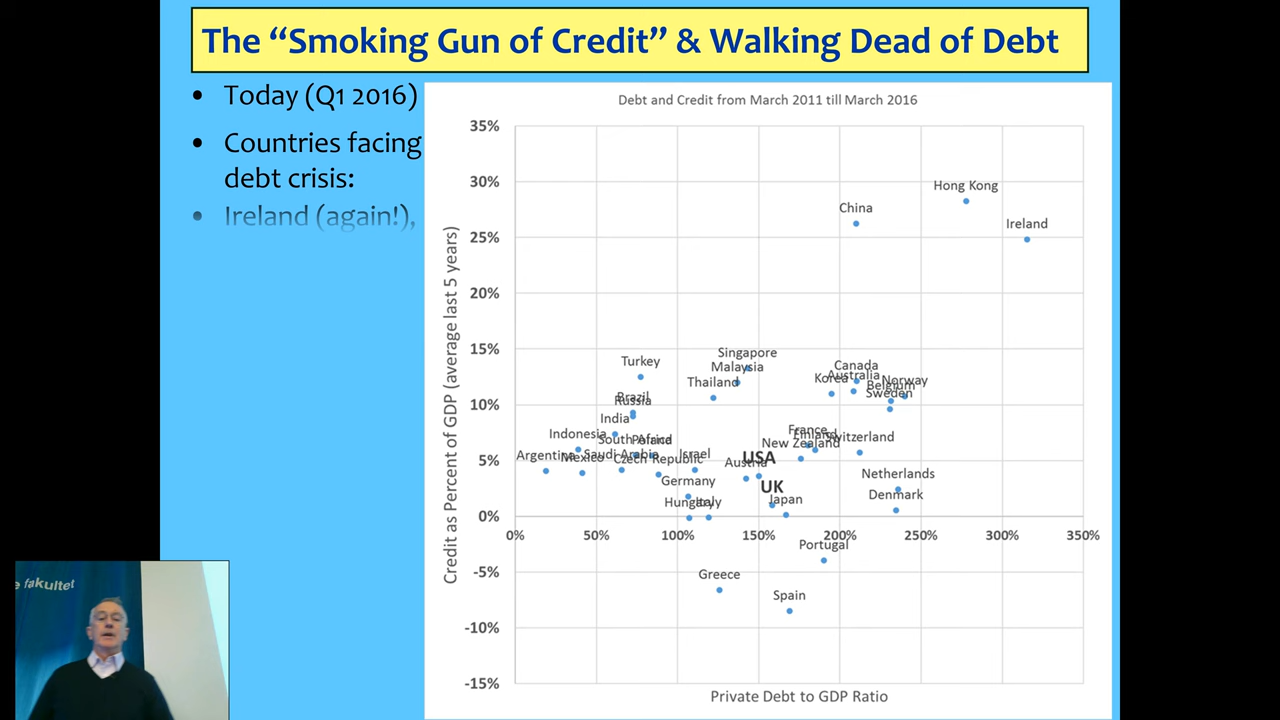 The “Smoking Gun of Credit” & Walking Dead of Debt
• Today (Q1 2016)
• Countries facing
debt crisis:
• Ireland (again!),
Debt and Credit from March 2011 till March 2016
Credit as Percent of GDP (average last 5 years)
35%
30%
25%
20%
15%
10%
5%
0%
-5%
-10%
-15%
Hong Kong
China
Ireland
Singapore
Turkey
Malaysia
Canada
Thailand
Korea
Australia
Norway
Belgium
Sweden
Brazil
Russia
India
Indonesia
South Africa
Poland
France
Finland
Switzerland
New Zealand
Argentina
Mexico
Saudi Arabia
Czech Republic
Israel
USA
Austria
Germany
UK
Netherlands
Denmark
Hungary
Italy
Japan
0% 50% 100% 150% 200% 250% 300% 350%
Portugal
Greece
Spain
Private Debt to GDP Ratio
e fakultet